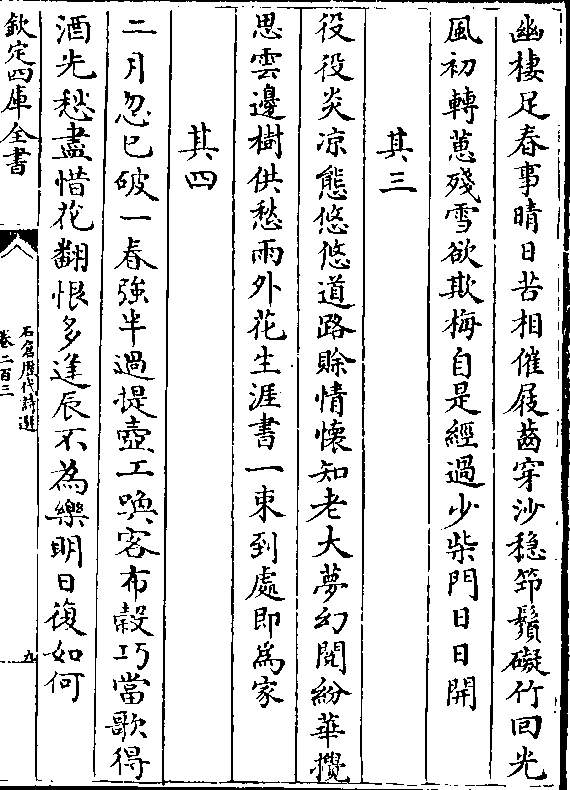 幽棲足春事晴日苦相催屐齒穿沙穏笻鬚礙竹回光
風初轉蕙殘雪欲欺梅自是經過少柴門日日開
其三
役役炎凉態悠悠道路賖情懷知老大夢幻閱紛華攪
思雲邊樹供愁雨外花生涯書一束到處即爲家
其四
二月忽已破一春強半過提壺工喚客布穀巧當歌得
酒先愁盡惜花翻恨多逢辰不為樂明日復如何
欽定四庫全書
石倉歴代詩選
卷二百三
九